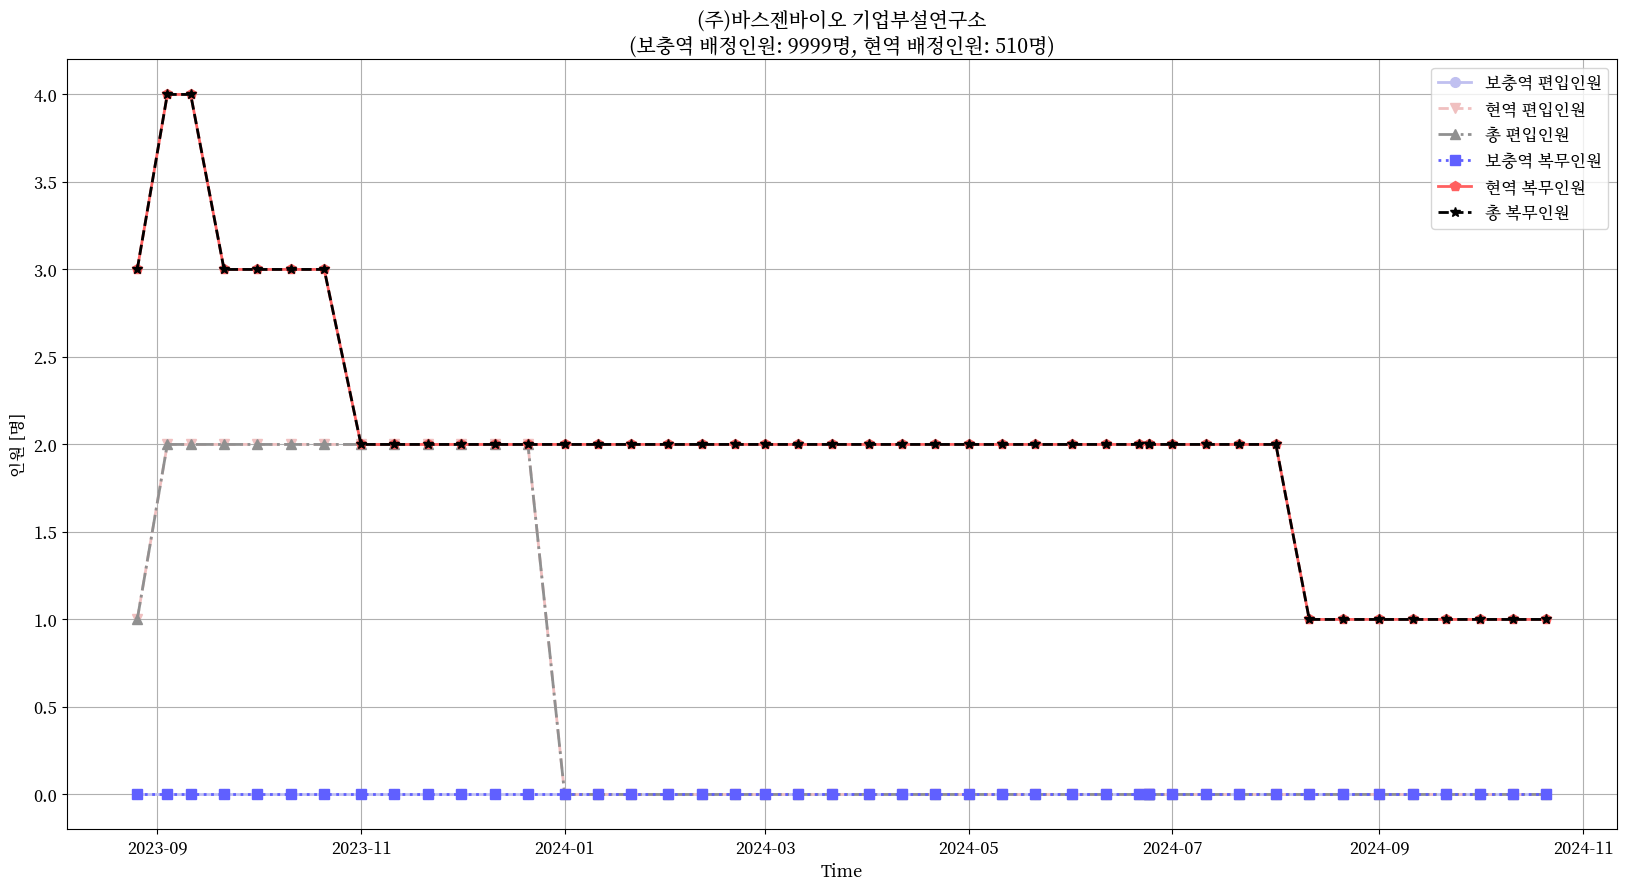 (주)바스젠바이오 기업부설연구소
(보충역 배정인원: 9999명, 현역 배정인원: 510명)
보충역 편입인원
현역 편입인원
총 편입인원
보충역 복무인원
현역 복무인원
총 복무인원
인원 [명]
4.0
3.5
3.0
2.5
2.0
1.5
1.0
0.5
0.0
2023-09
2023-11
2024-01
2024-03
2024-05
2024-07
2024-09
2024-11
Time